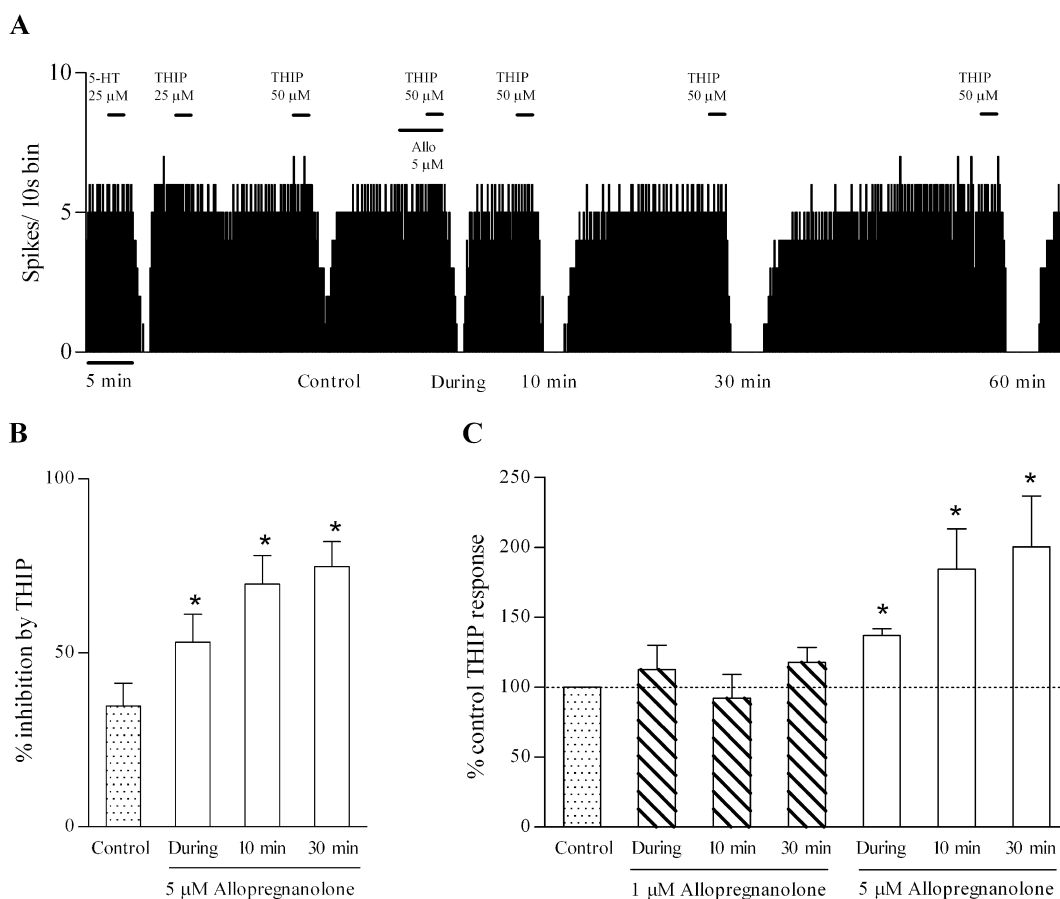 A
10
5
0
Spikes/ 10s bin
5-HT
25 µM
THIP
25 µM
THIP
50 µM
THIP
50 µM
Allo
5 µM
THIP
50 µM
THIP
50 µM
THIP
50 µM
5 min
Control
During
10 min
30 min
60 min
B
% inhibition by THIP
100
50
0
*
*
*
Control
During
10 min
30 min
5 µM Allopregnanolone
C
% control THIP response
250
200
150
100
50
0
*
*
*
Control
During
10 min
30 min
During
10 min
30 min
1 µM Allopregnanolone
5 µM Allopregnanolone